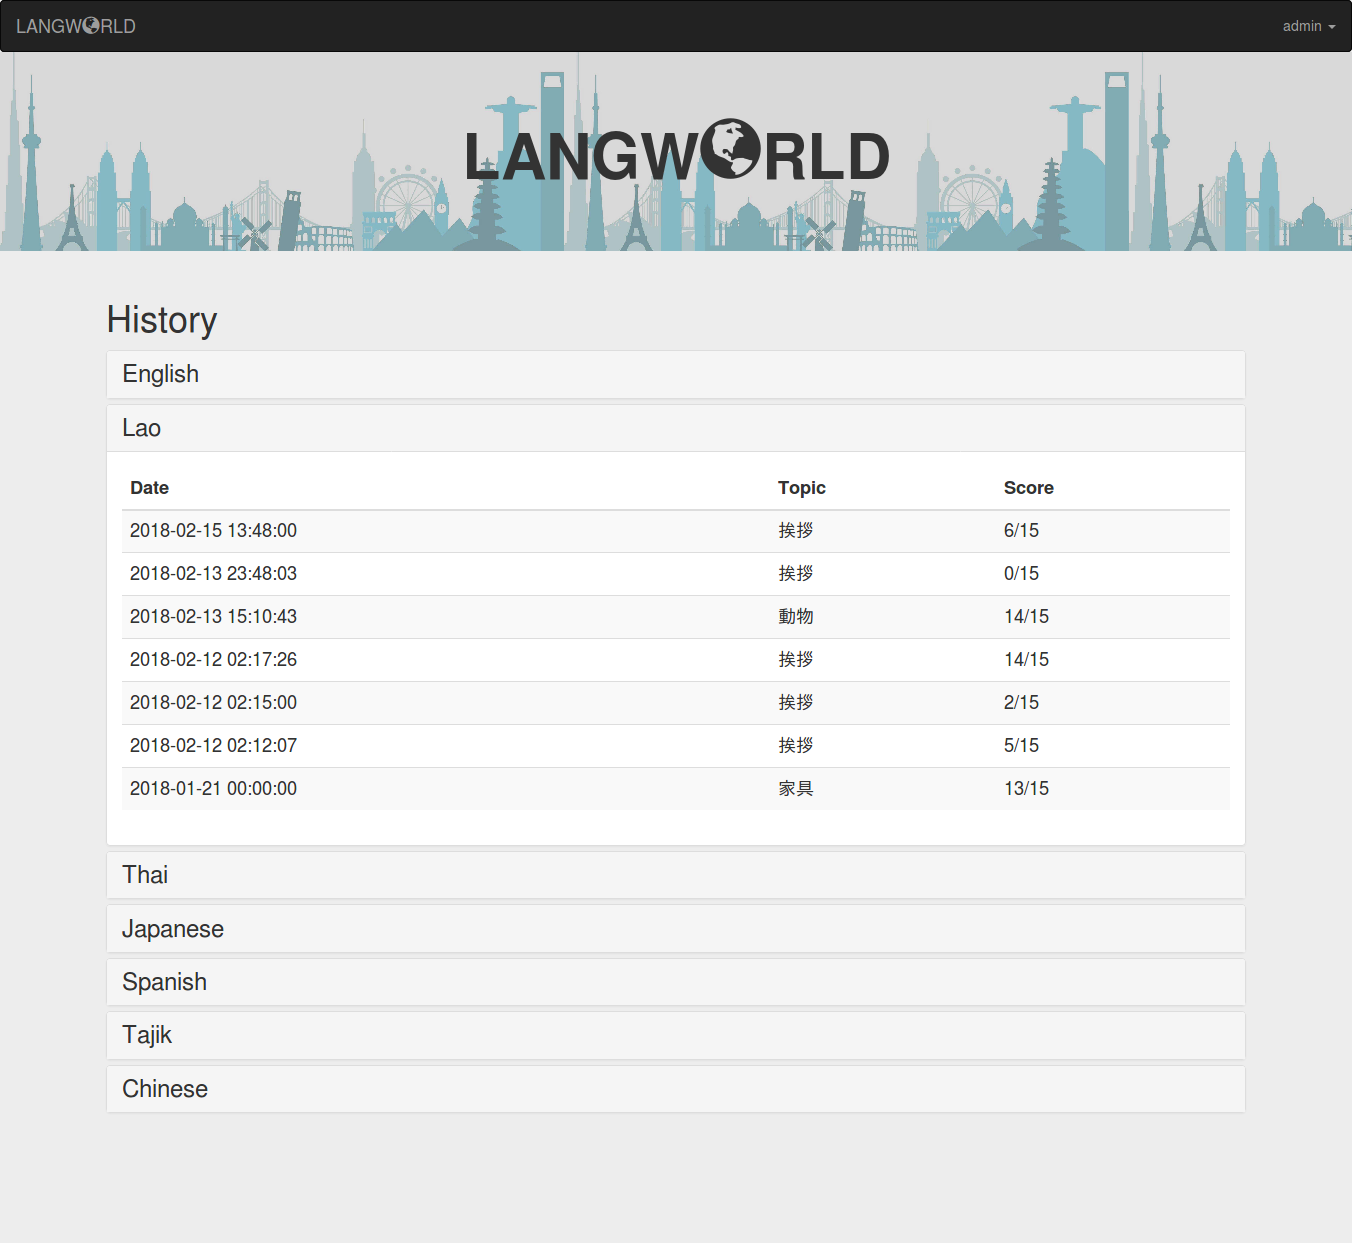 LANGWORLD admin
LANGWORLD
History
English
Lao
Date Topic Score
2018-02-15 13:48:00 挨拶 6/15
2018-02-13 23:48:03 挨拶 0/15
2018-02-13 15:10:43 動物 14/15
2018-02-12 02:17:26 挨拶 14/15
2018-02-12 02:15:00 挨拶 2/15
2018-02-12 02:12:07 挨拶 5/15
2018-01-21 00:00:00 家具 13/15
Thai
Japanese
Spanish
Tajik
Chinese